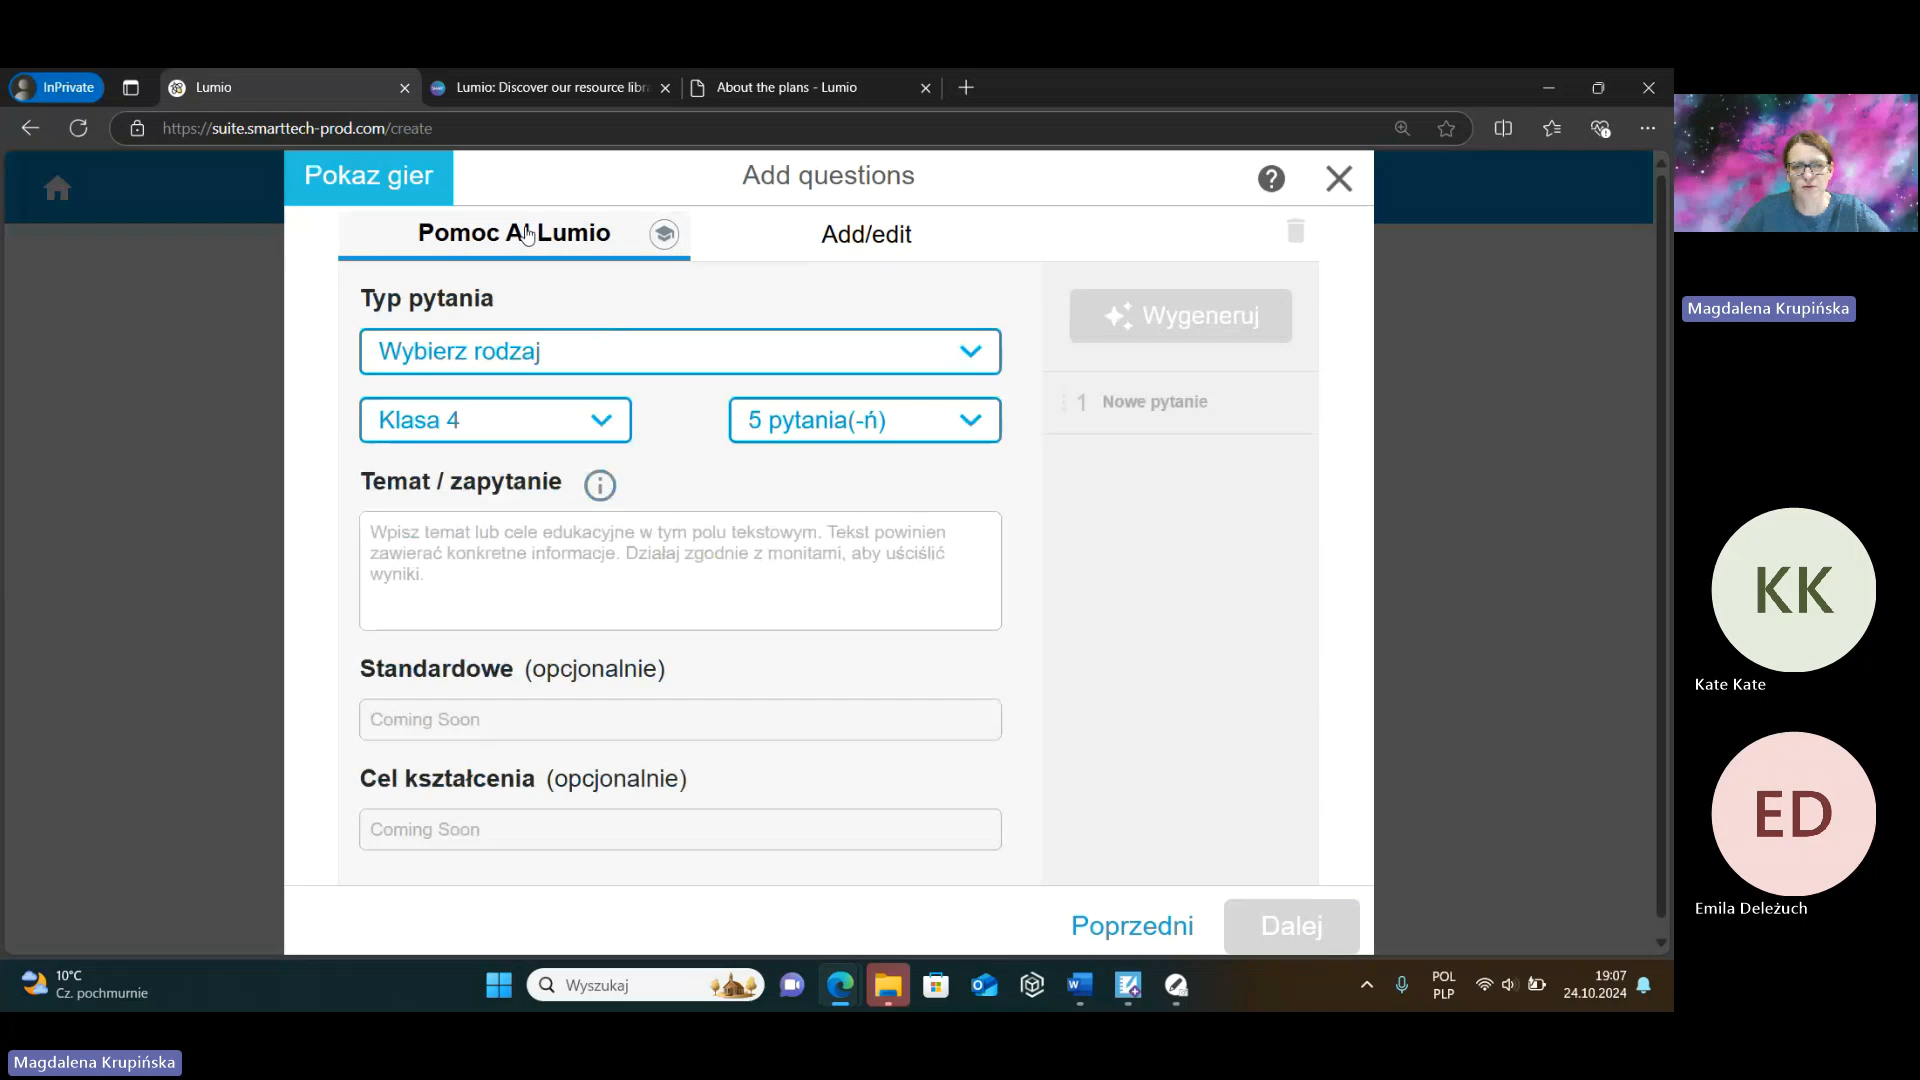 InPrivate
Lumio
Lumio: Discover our resource libr
About the plans - Lumio
https://suite.smarttech-prod.com/create
Pokaz gier
Add questions
Pomoc AI Lumio
Add/edit
Typ pytania
Wygeneruj
Wybierz rodzaj
1 Nowe pytanie
Klasa 4
5 pytania(-ń)
Temat / zapytanie
Wpisz temat lub cele edukacyjne w tym polu tekstowym. Tekst powinien
zawierać konkretne informacje. Działaj zgodnie z monitami, aby uściślić
wyniki.
Standardowe (opcjonalnie)
Coming Soon
Cel kształcenia (opcjonalnie)
Coming Soon
Poprzedni
Dalej
Magdalena Krupińska
KK
Kate Kate
ED
Emila Deleżuch
10°C
Cz. pochmurnie
Wyszukaj
POL
PLP
19:07
24.10.2024
Magdalena Krupińska